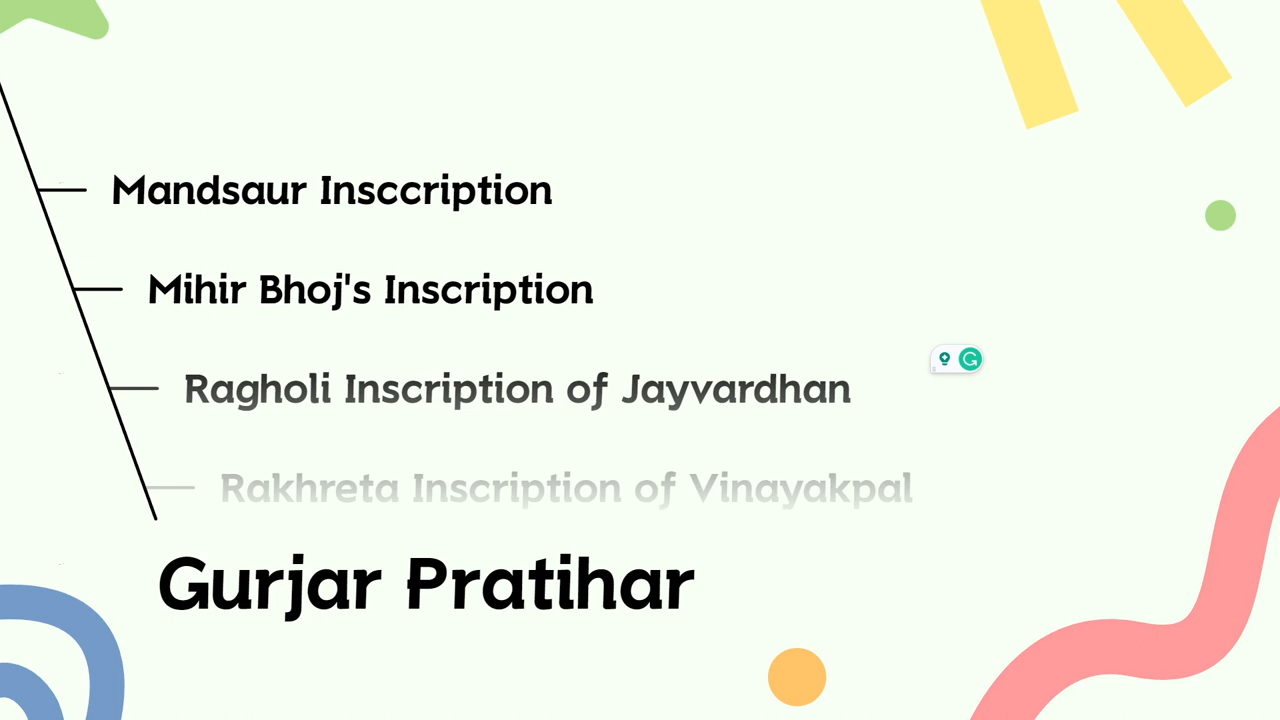 Mandsaur Insccription
Mihir Bhoj's Inscription
Ragholi Inscription of Jayvardhan
Rakhreta Inscription of Vinayakpal
Gurjar Pratihar